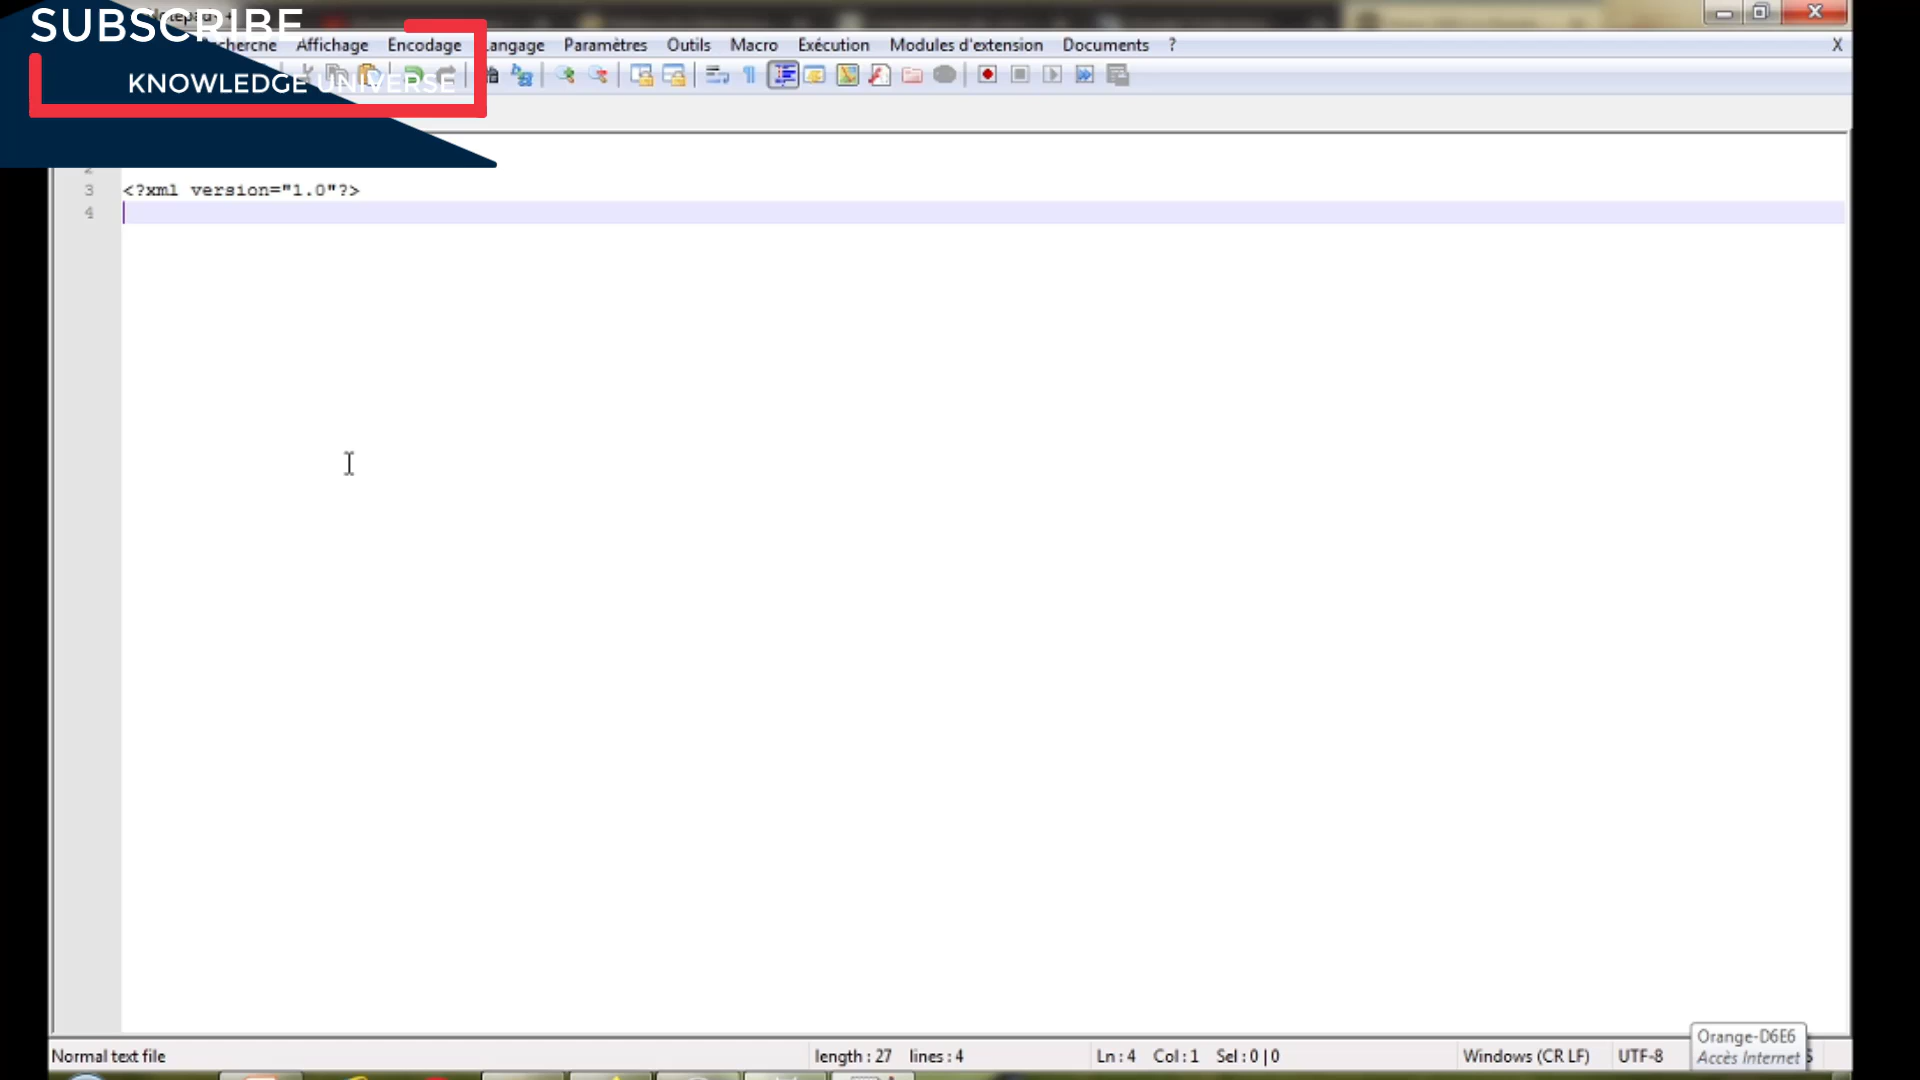 SUBSCRIBE
KNOWLEDGE UNIVERSE
Affichage Encodage Langage Paramètres Outils Macro Exécution Modules d'extension Documents ? X
2
3 <?xml version="1.0"?>
4
Orange-D6E6
Accès Internet
Normal text file length : 27 lines : 4 Ln : 4 Col : 1 Sel : 0 | 0 Windows (CR LF) UTF-8